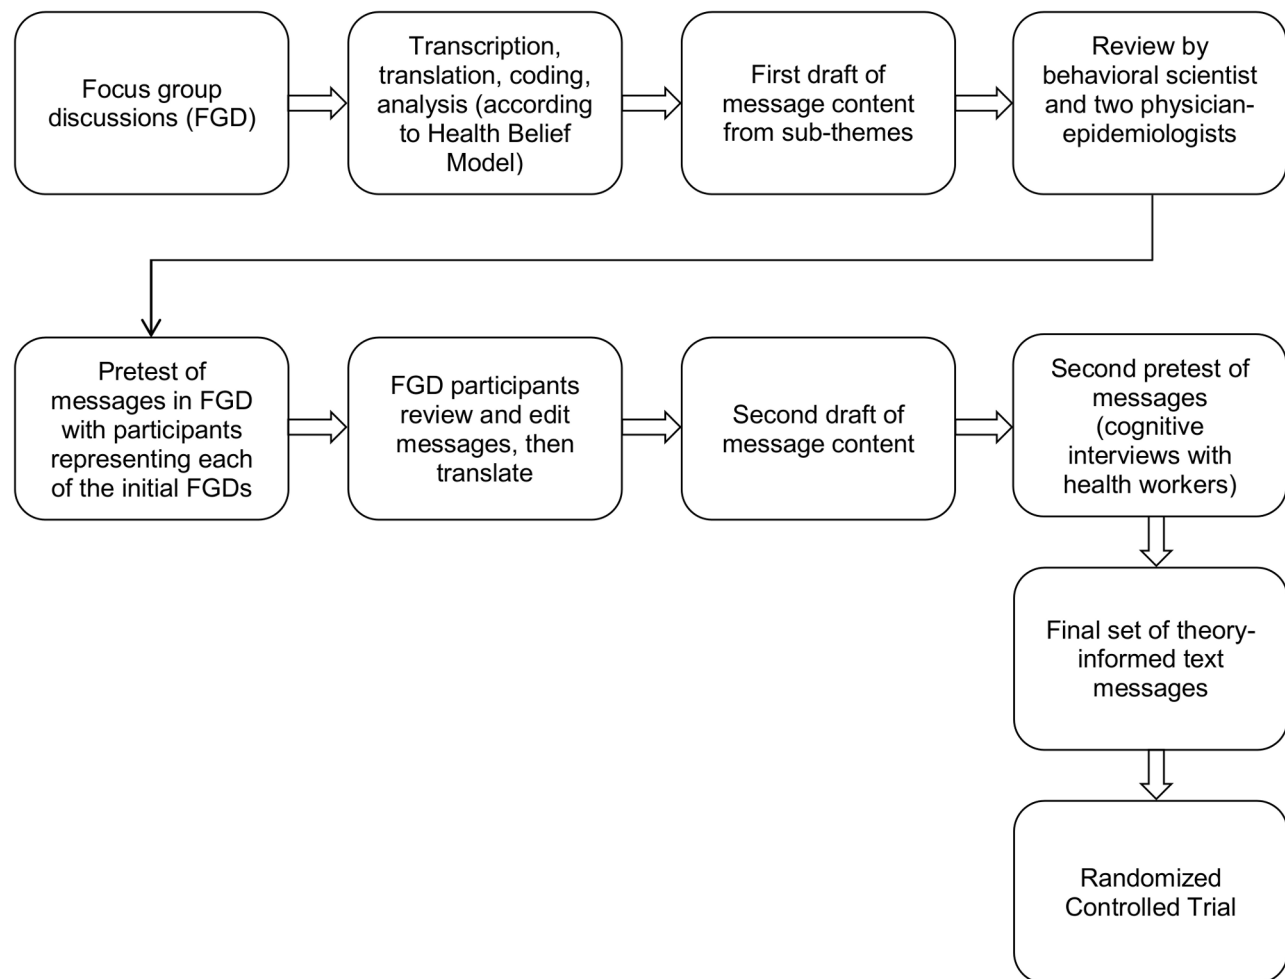 Focus group
discussions (FGD)
Transcription,
translation, coding,
analysis (according
to Health Belief
Model)
First draft of
message content
from sub-themes
Review by
behavioral scientist
and two physician-
epidemiologists
Pretest of
messages in FGD
with participants
representing each
of the initial FGDs
FGD participants
review and edit
messages, then
translate
Second draft of
message content
Second pretest of
messages
(cognitive
interviews with
health workers)
Final set of theory-
informed text
messages
Randomized
Controlled Trial